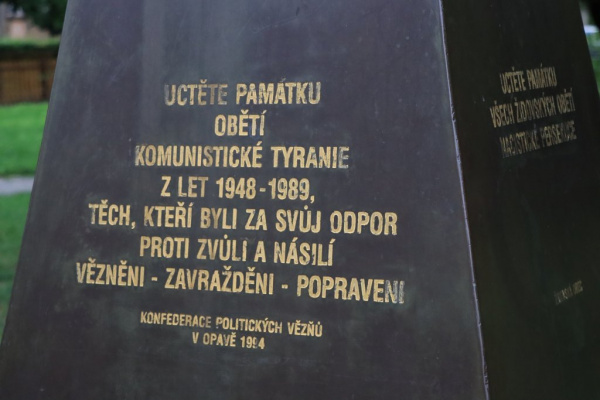 UCTĚTE PAMÁTKU
OBĚTÍ
KOMUNISTICKÉ TYRANIE
Z LET 1948-1989,
TĚCH, KTEŘÍ BYLI ZA SVŮJ ODPOR
PROTI ZVŮLI A NÁSILÍ
VĚZNĚNI - ZAVRAŽDĚNI - POPRAVENI
KONFEDERACE POLITICKÝCH VĚZŇŮ
V OPAVĚ 1994
UCTĚTE PAMÁTKU
VŠECH ŽIDOVSKÝCH OBĚTÍ
NACISTICKÉ PERSEKUCE